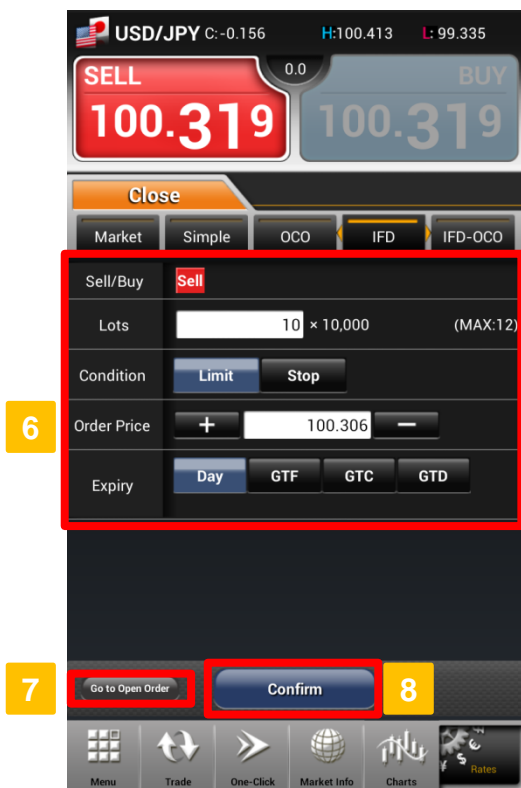 USD/JPY C:-0.156 H:100.413 L: 99.335
SELL 0.0 BUY
100.319 100.319
Close
Market Simple OCO IFD IFD-OCO
Sell/Buy Sell
Lots 10 × 10,000 (MAX:12)
Condition Limit Stop
6 Order Price + 100.306 −
Expiry Day GTF GTC GTD
7 Go to Open Order Confirm 8
Menu Trade One-Click Market Info Charts Rates